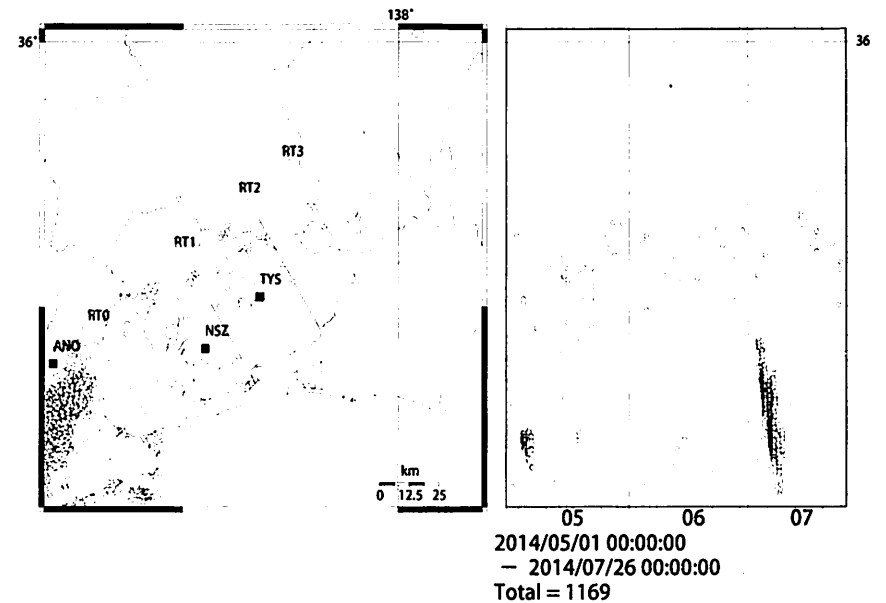 138°
36°
36
RT3
RT2
RT1
TYS
RT0
NSZ
ANO
km
0 12.5 25
05 06 07
2014/05/01 00:00:00
– 2014/07/26 00:00:00
Total = 1169